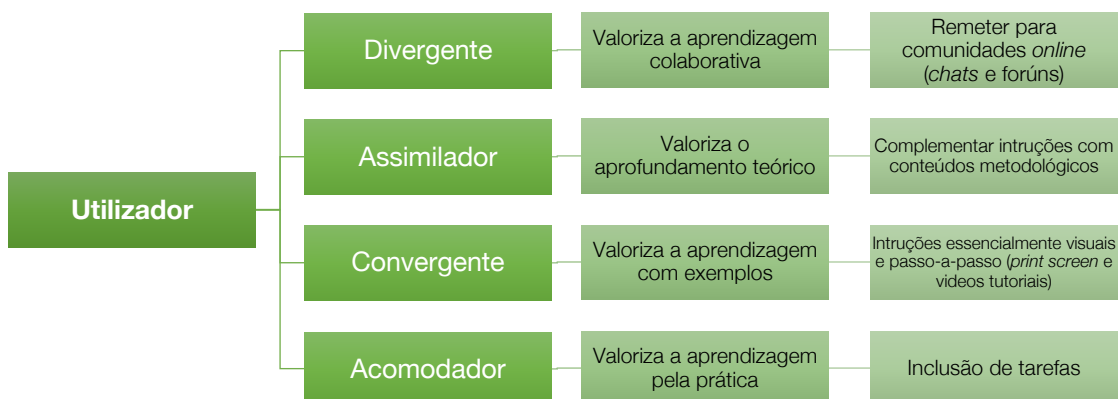 Utilizador
Divergente
Valoriza a aprendizagem
colaborativa
Remeter para
comunidades online
(chats e forúns)
Assimilador
Valoriza o
aprofundamento teórico
Complementar intruções com
conteúdos metodológicos
Convergente
Valoriza a aprendizagem
com exemplos
Intruções essencialmente visuais
e passo-a-passo (print screen e
videos tutoriais)
Acomodador
Valoriza a aprendizagem
pela prática
Inclusão de tarefas